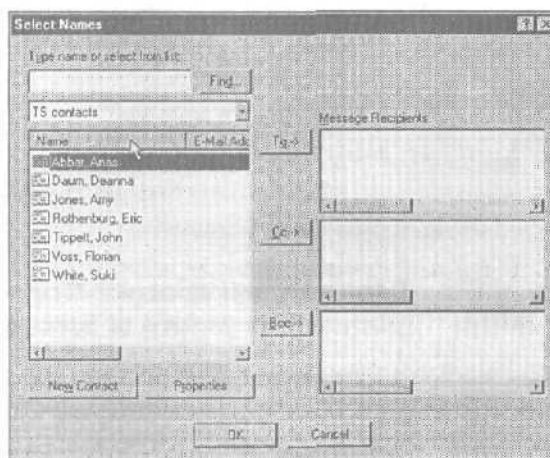 Select Names
Type name or select from list:
Find...
TS contacts
Message Recipients
Name
E-Mail Add
To->
Abbar, Anas
Daum, Deanna
Jones, Amy
Rothenburg, Eric
Tippett, John
Voss, Florian
White, Suki
Cc->
Bcc->
New Contact
Properties
OK
Cancel